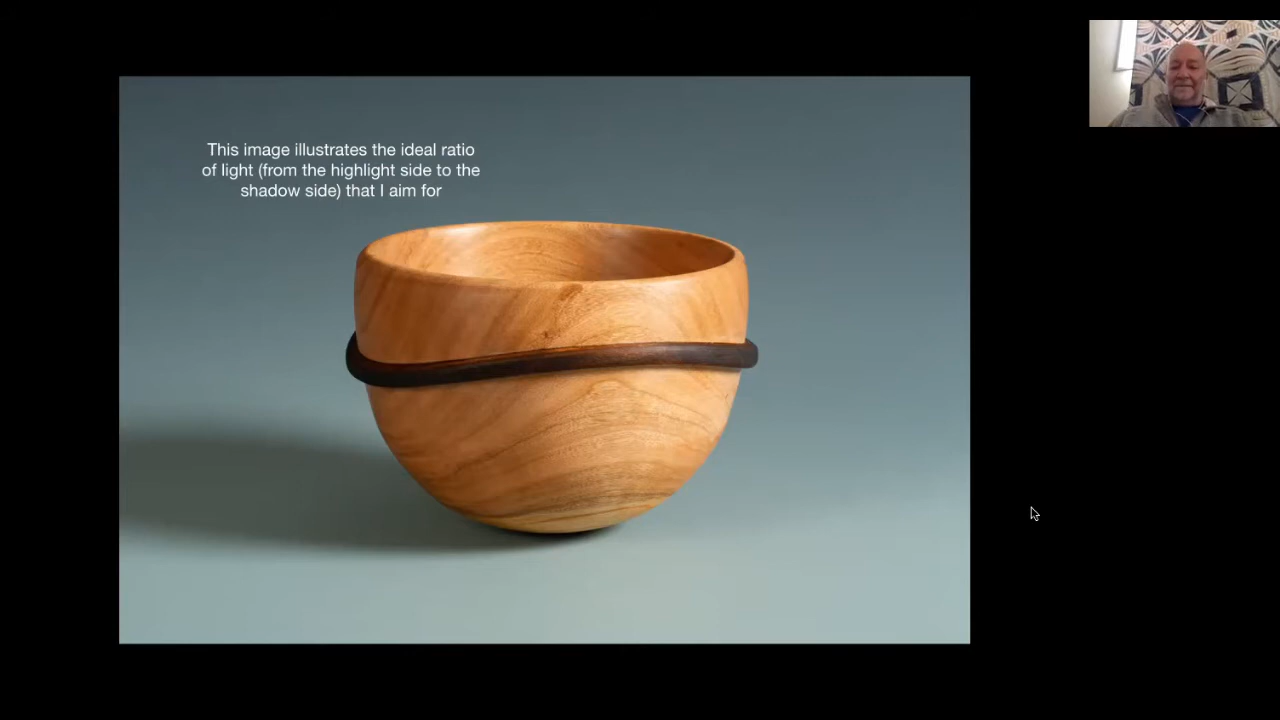 This image illustrates the ideal ratio
of light (from the highlight side to the
shadow side) that I aim for